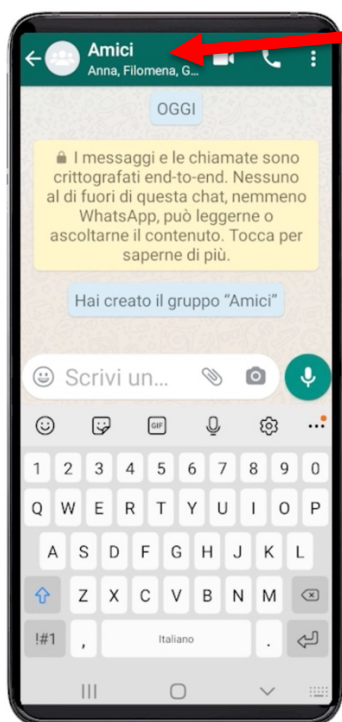 Amici
Anna, Filomena, G...
OGGI
I messaggi e le chiamate sono
crittografati end-to-end. Nessuno
al di fuori di questa chat, nemmeno
WhatsApp, può leggerne o
ascoltarne il contenuto. Tocca per
saperne di più.
Hai creato il gruppo "Amici"
Scrivi un...
GIF
1 2 3 4 5 6 7 8 9 0
Q W E R T Y U I O P
A S D F G H J K L
Z X C V B N M
!#1 , Italiano .